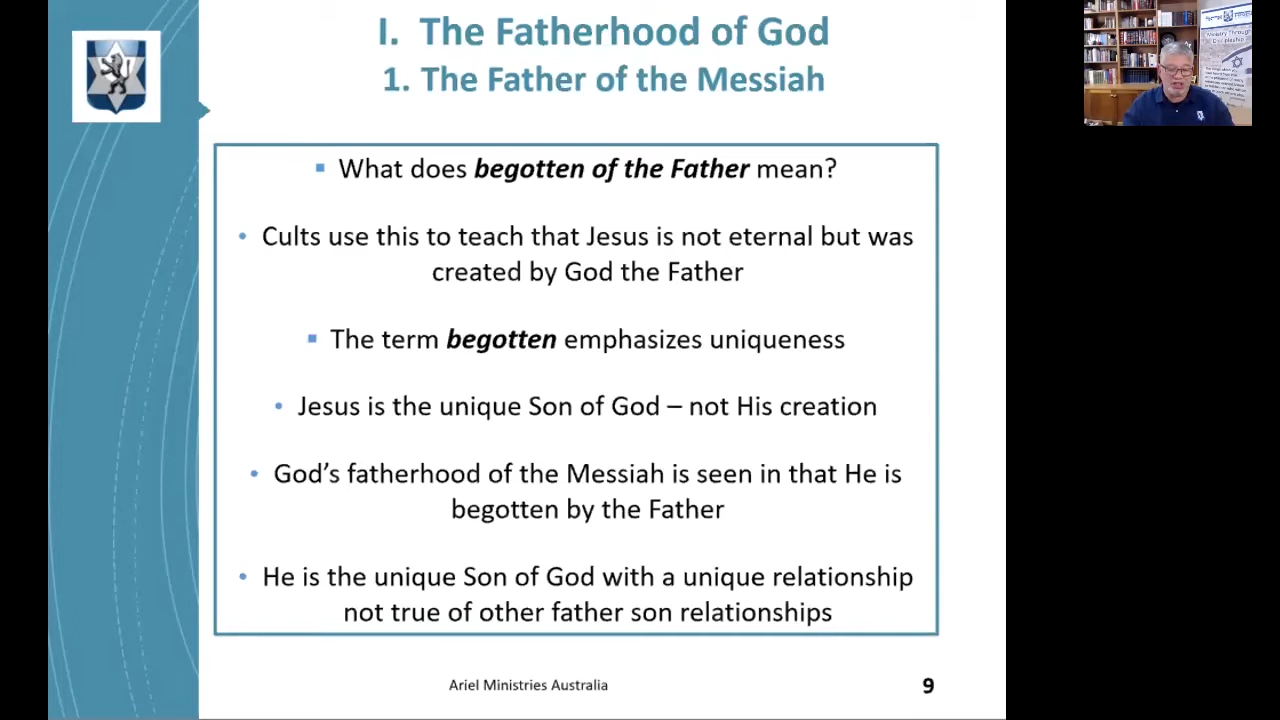 I. The Fatherhood of God
1. The Father of the Messiah
▪ What does begotten of the Father mean?
• Cults use this to teach that Jesus is not eternal but was
created by God the Father
▪ The term begotten emphasizes uniqueness
• Jesus is the unique Son of God – not His creation
• God's fatherhood of the Messiah is seen in that He is
begotten by the Father
• He is the unique Son of God with a unique relationship
not true of other father son relationships
Ariel Ministries Australia
9
Ministry Through
Discipleship